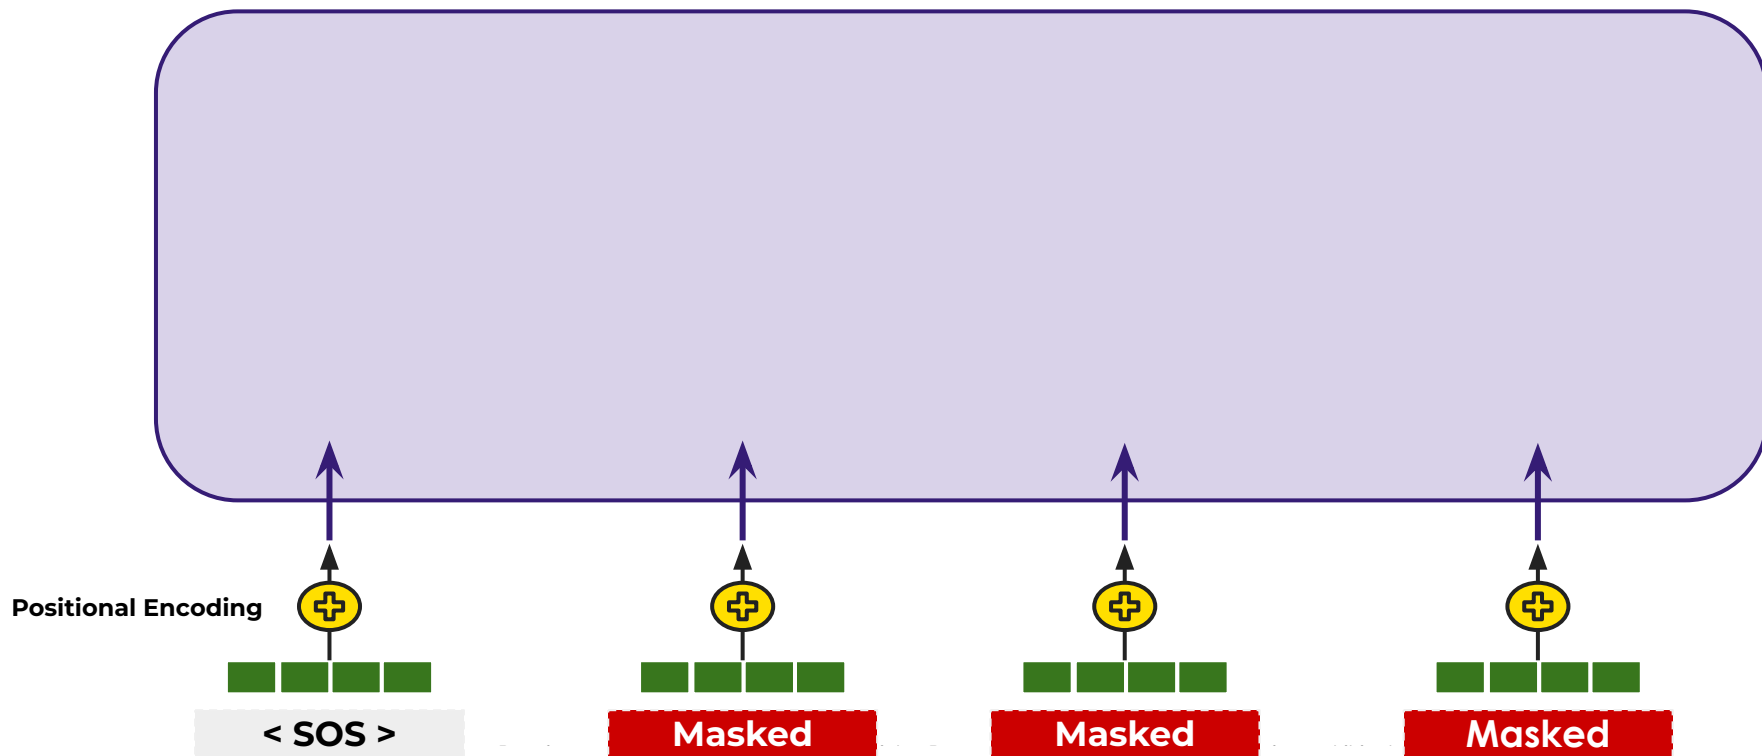 Positional Encoding
< SOS >
Masked
Masked
Masked